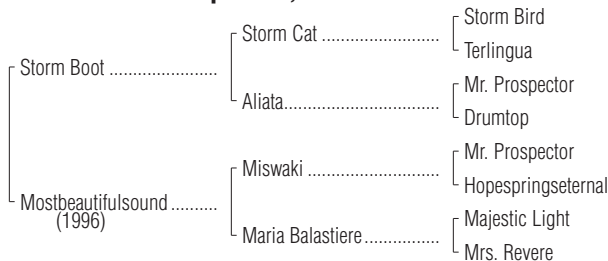 Storm Bird
Storm Cat ........................
Terlingua
Storm Boot ......................
Mr. Prospector
Aliata................................
Drumtop
Mr. Prospector
Miswaki ...........................
Hopespringseternal
Mostbeautifulsound .........
(1996)
Majestic Light
Maria Balastiere................
Mrs. Revere